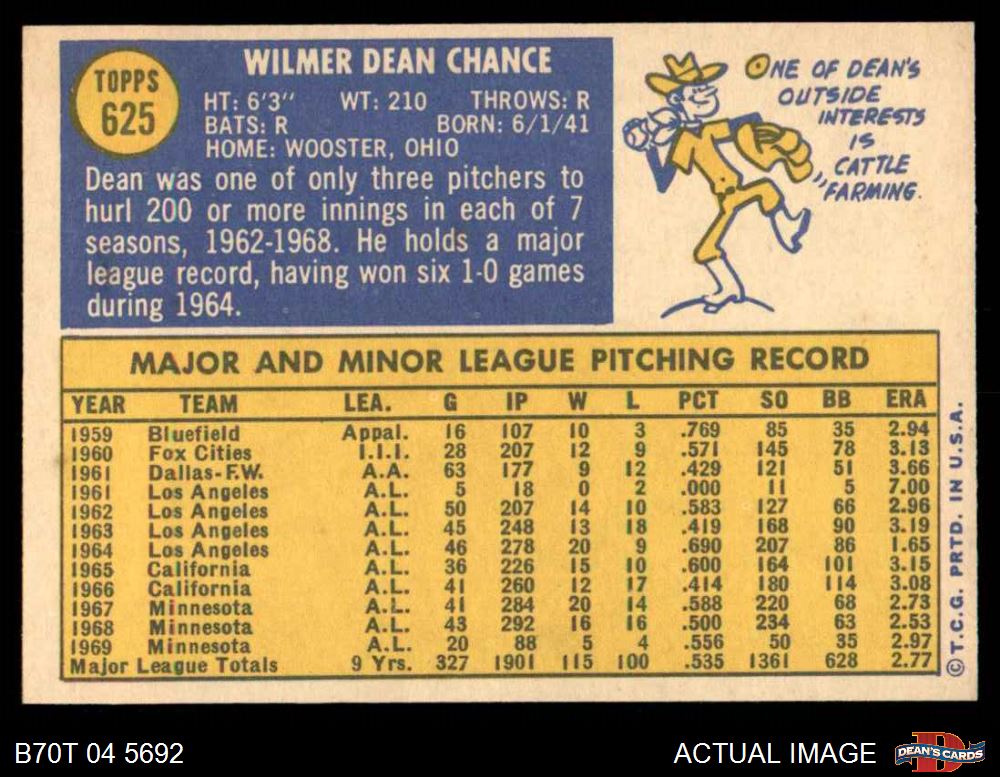 TOPPS
625
WILMER DEAN CHANCE
HT: 6'3" WT: 210 THROWS: R
BATS: R BORN: 6/1/41
HOME: WOOSTER, OHIO
Dean was one of only three pitchers to
hurl 200 or more innings in each of 7
seasons, 1962-1968. He holds a major
league record, having won six 1-0 games
during 1964.
ONE OF DEAN'S
OUTSIDE
INTERESTS
IS
CATTLE
FARMING.
MAJOR AND MINOR LEAGUE PITCHING RECORD
YEAR TEAM LEA. G IP W L PCT SO BB ERA
1959 Bluefield Appal. 16 107 10 3 .769 85 35 2.94
1960 Fox Cities I.I.I. 28 207 12 9 .571 145 78 3.13
1961 Dallas-F.W. A.A. 63 177 9 12 .429 121 51 3.66
1961 Los Angeles A.L. 5 18 0 2 .000 11 5 7.00
1962 Los Angeles A.L. 50 207 14 10 .583 127 66 2.96
1963 Los Angeles A.L. 45 248 13 18 .419 168 90 3.19
1964 Los Angeles A.L. 46 278 20 9 .690 207 86 1.65
1965 California A.L. 36 226 15 10 .600 164 101 3.15
1966 California A.L. 41 260 12 17 .414 180 114 3.08
1967 Minnesota A.L. 41 284 20 14 .588 220 68 2.73
1968 Minnesota A.L. 43 292 16 16 .500 234 63 2.53
1969 Minnesota A.L. 20 88 5 4 .556 50 35 2.97
Major League Totals 9 Yrs. 327 1901 115 100 .535 1361 628 2.77
©T.C.G. PRTD. IN U.S.A.
B70T 04 5692
ACTUAL IMAGE
D
DEAN'S CARDS